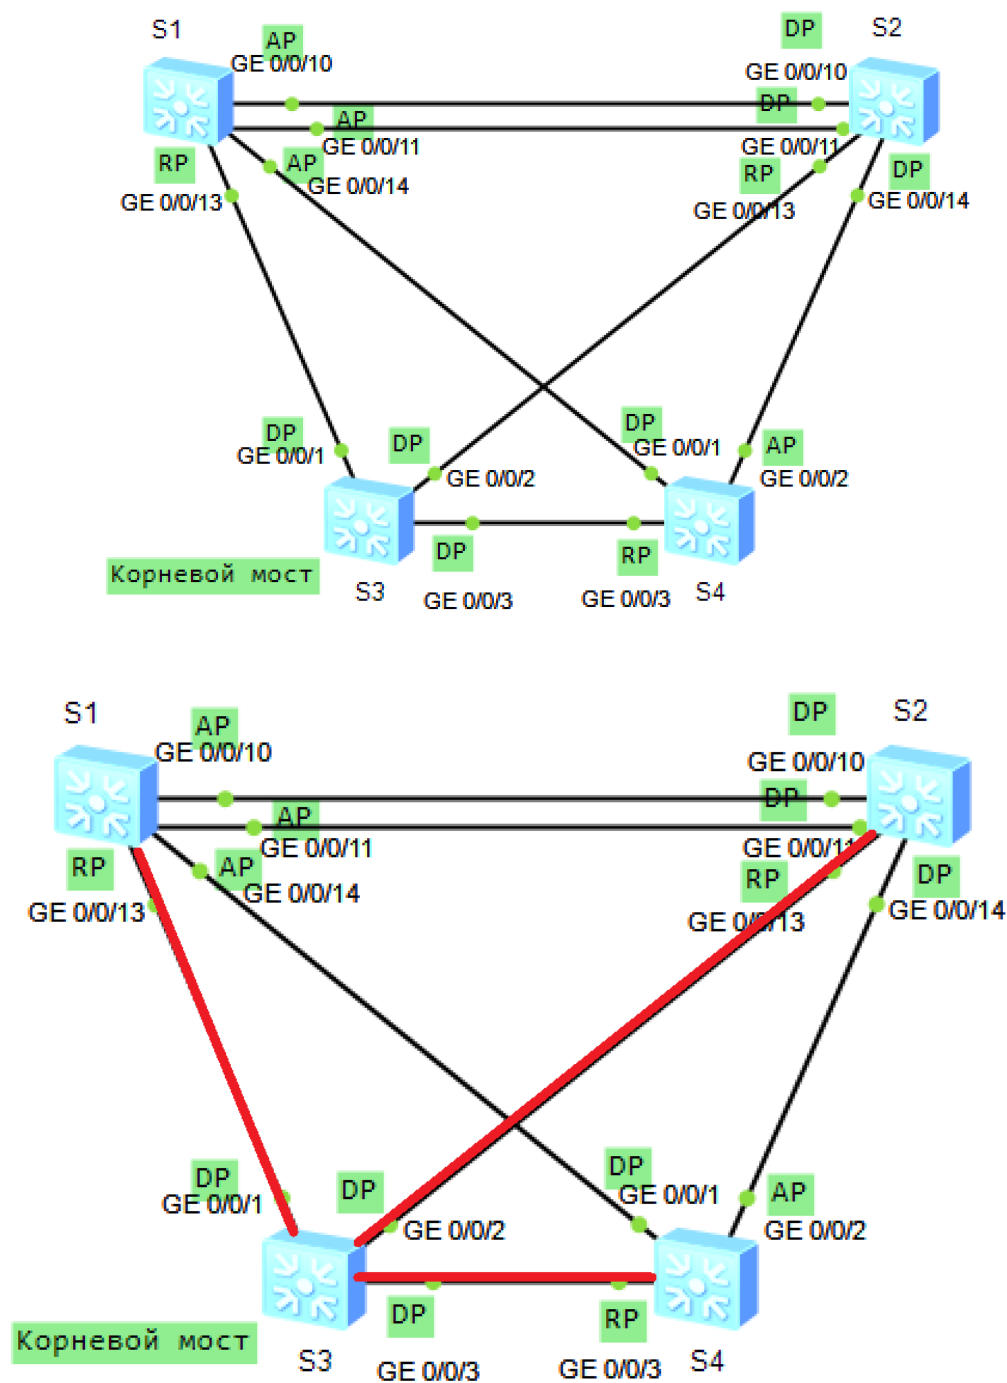 S1
AP
GE 0/0/10
DP
S2
GE 0/0/10
DP
AP
GE 0/0/11
GE 0/0/11
RP
AP
GE 0/0/14
RP
DP
GE 0/0/13
GE 0/0/13
GE 0/0/14
DP
GE 0/0/1
DP
GE 0/0/2
DP
GE 0/0/1
AP
GE 0/0/2
DP
RP
Корневой мост
S3
GE 0/0/3
GE 0/0/3
S4
S1
AP
GE 0/0/10
DP
S2
GE 0/0/10
DP
AP
GE 0/0/11
GE 0/0/11
RP
AP
GE 0/0/14
RP
DP
GE 0/0/13
GE 0/0/13
GE 0/0/14
DP
GE 0/0/1
DP
GE 0/0/2
DP
GE 0/0/1
AP
GE 0/0/2
DP
RP
Корневой мост
S3
GE 0/0/3
GE 0/0/3
S4